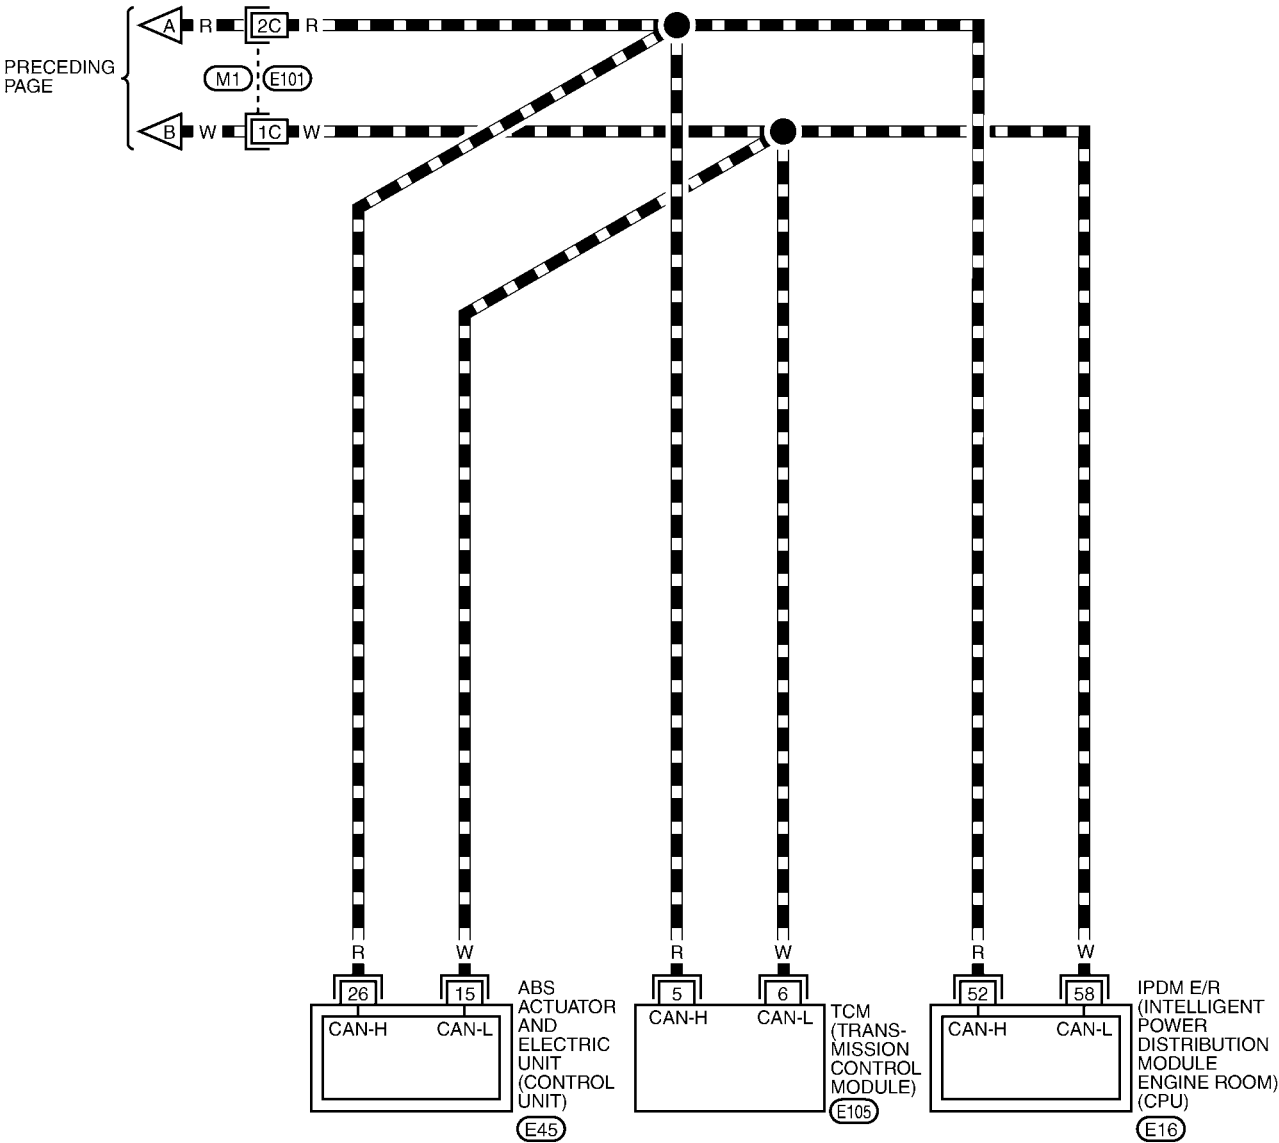 A R 2C R
PRECEDING
PAGE
M1 E101
B W 1C W
R W R W R W
26 15 5 6 52 58
CAN-H CAN-L
ABS
ACTUATOR
AND
ELECTRIC
UNIT
(CONTROL
UNIT)
E45
CAN-H CAN-L
TCM
(TRANS-
MISSION
CONTROL
MODULE)
E105
CAN-H CAN-L
IPDM E/R
(INTELLIGENT
POWER
DISTRIBUTION
MODULE
ENGINE ROOM)
(CPU)
E16